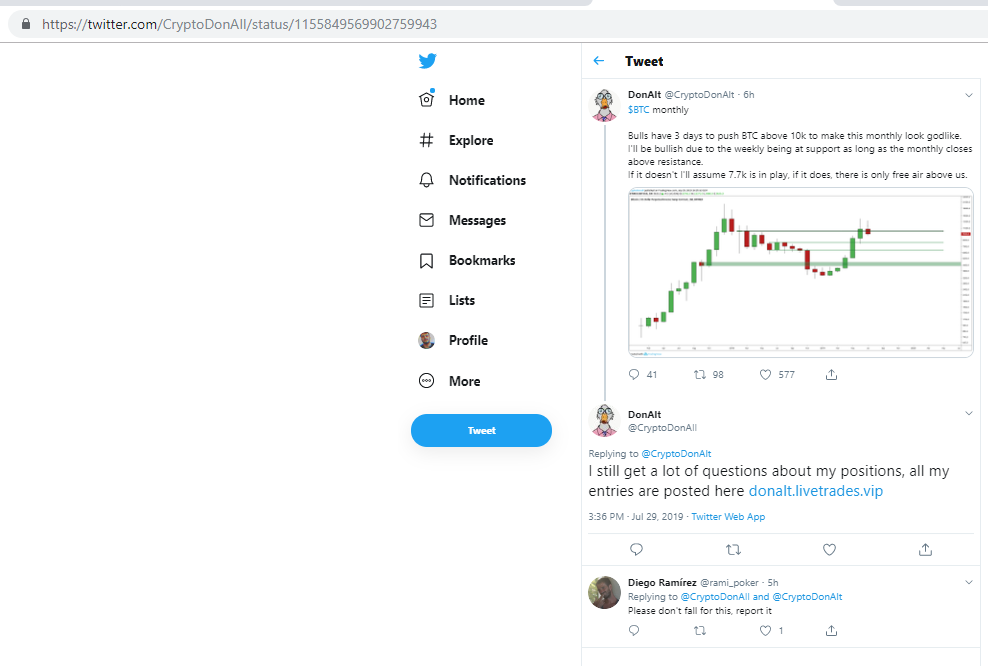 https://twitter.com/CryptoDonAlI/status/1155849569902759943
Tweet
Home
Explore
Notifications
Messages
Bookmarks
Lists
Profile
More
Tweet
DonAlt @CryptoDonAlt · 6h
$BTC monthly
Bulls have 3 days to push BTC above 10k to make this monthly look godlike.
I'll be bullish due to the weekly being at support as long as the monthly closes
above resistance.
If it doesn't I'll assume 7.7k is in play, if it does, there is only free air above us.
41 98 577
DonAlt
@CryptoDonAlI
Replying to @CryptoDonAlt
I still get a lot of questions about my positions, all my
entries are posted here donalt.livetrades.vip
3:36 PM · Jul 29, 2019 · Twitter Web App
Diego Ramírez @rami_poker · 5h
Replying to @CryptoDonAlI and @CryptoDonAlt
Please don't fall for this, report it
1